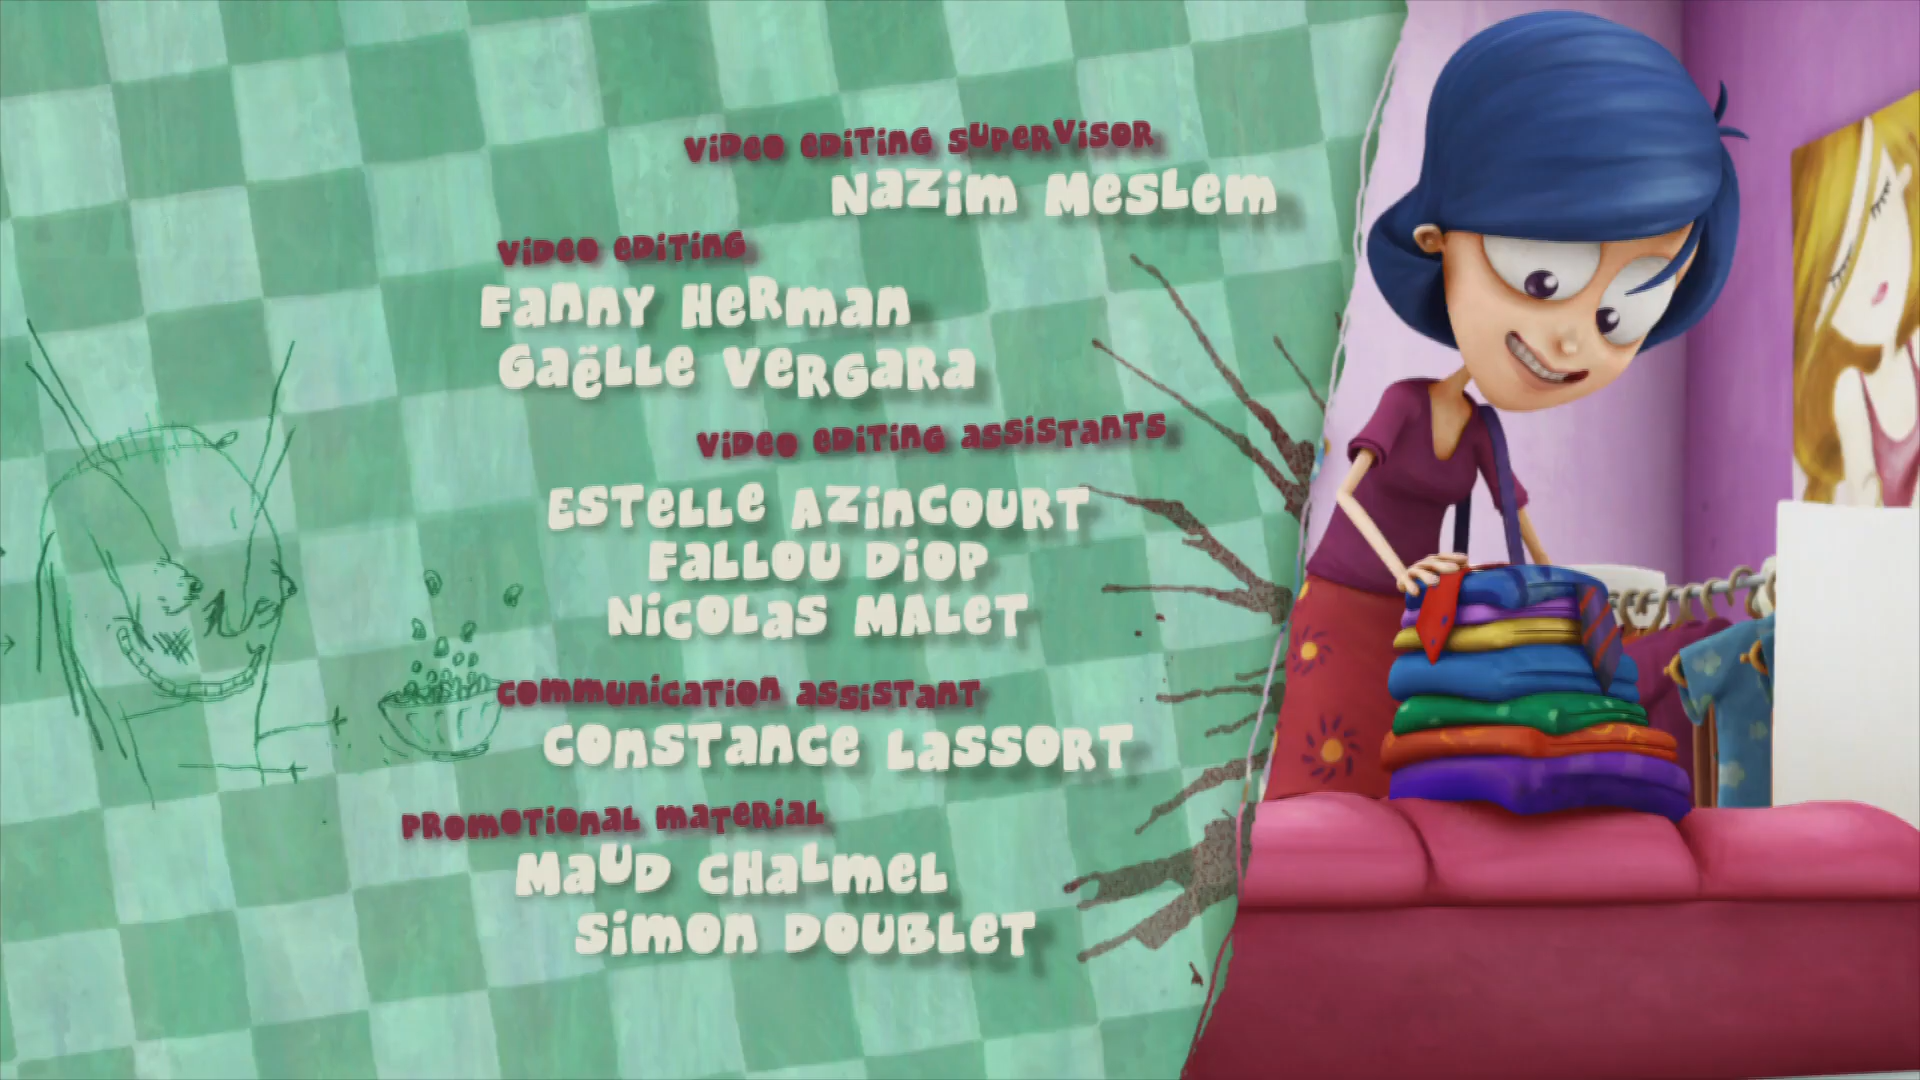 Video editing supervisor
Nazim Meslem
Video editing
Fanny Herman
Gaëlle Vergara
Video editing assistants
Estelle Azincourt
Fallou Diop
Nicolas Malet
Communication assistant
Constance Lassort
Promotional material
Maud Chalmel
Simon Doublet